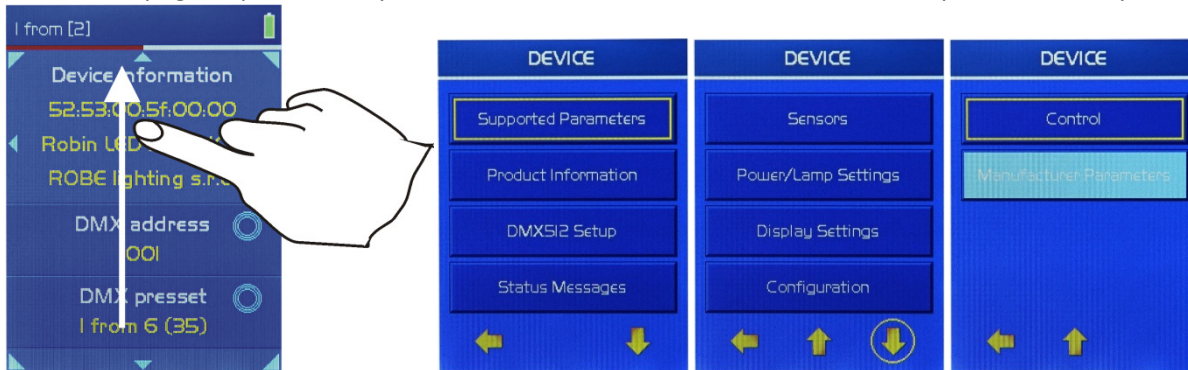 I from [2]
Device information
52:53:00:5f:00:00
Robin LED
ROBE lighting s.r.
DMX address
001
DMX presset
I from 6 (35)
DEVICE
Supported Parameters
Product Information
DMX512 Setup
Status Messages
DEVICE
Sensors
Power/Lamp Settings
Display Settings
Configuration
DEVICE
Control
Manufacturer Parameters